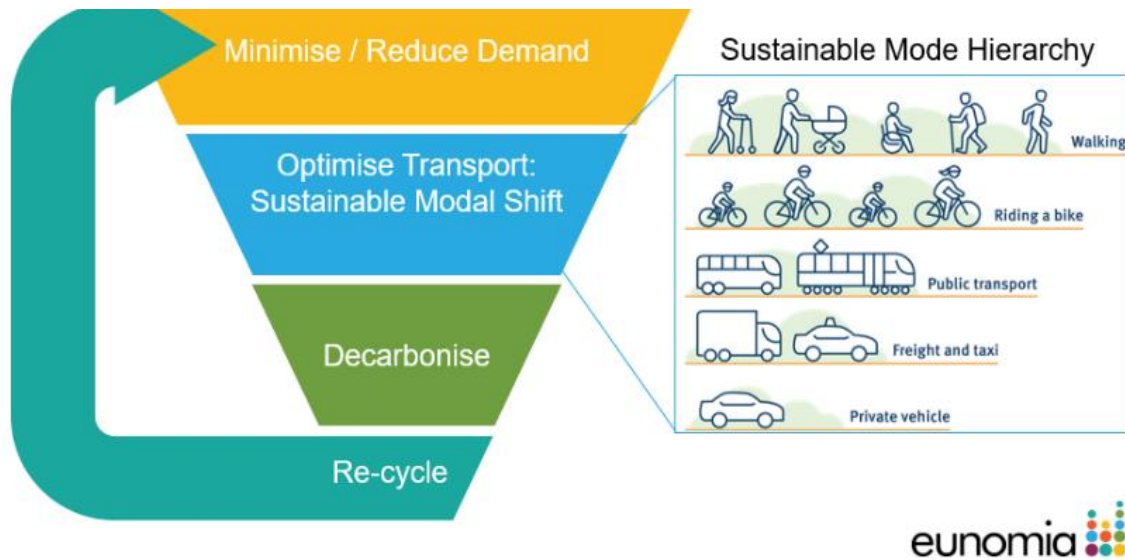 Minimise / Reduce Demand
Optimise Transport:
Sustainable Modal Shift
Decarbonise
Re-cycle
Sustainable Mode Hierarchy
Walking
Riding a bike
Public transport
Freight and taxi
Private vehicle
eunomia